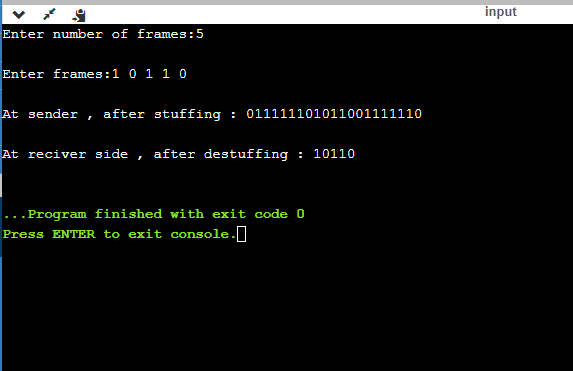 input
Enter number of frames:5
Enter frames:1 0 1 1 0
At sender , after stuffing : 011111101011001111110
At reciver side , after destuffing : 10110
...Program finished with exit code 0
Press ENTER to exit console.